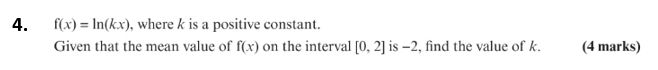 4. f(x) = ln(kx), where k is a positive constant.
Given that the mean value of f(x) on the interval [0, 2] is −2, find the value of k. (4 marks)